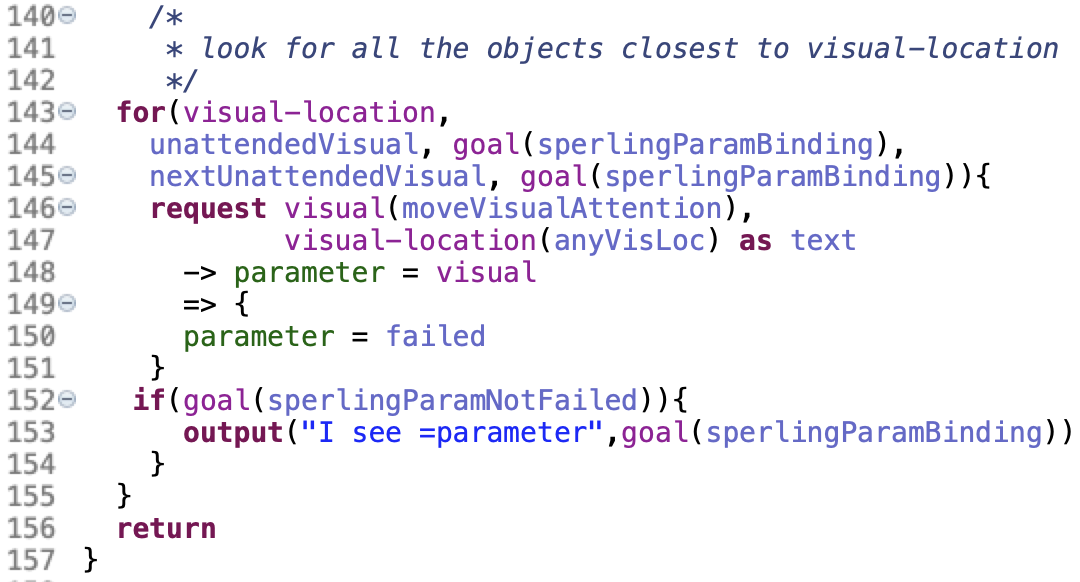 140 /*
141 * look for all the objects closest to visual-location
142 */
143 for(visual-location,
144 unattendedVisual, goal(sperlingParamBinding),
145 nextUnattendedVisual, goal(sperlingParamBinding)){
146 request visual(moveVisualAttention),
147 visual-location(anyVisLoc) as text
148 -> parameter = visual
149 => {
150 parameter = failed
151 }
152 if(goal(sperlingParamNotFailed)){
153 output("I see =parameter",goal(sperlingParamBinding))
154 }
155 }
156 return
157 }